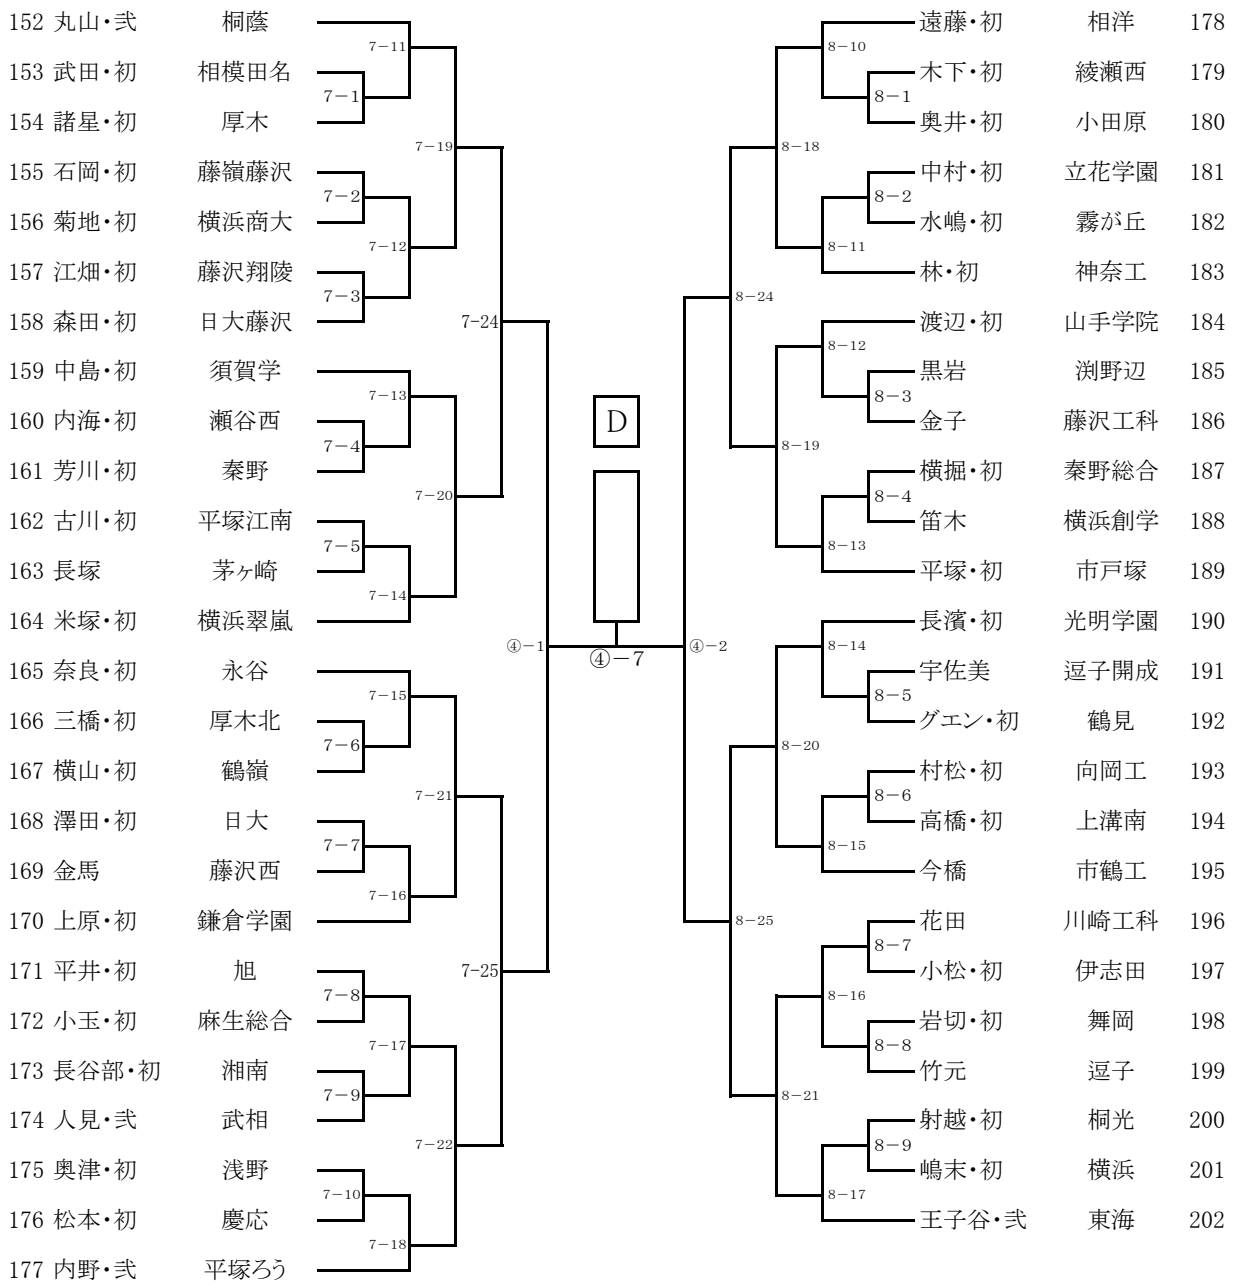 152 丸山・弐 桐蔭
7-11
153 武田・初 相模田名
7-1
154 諸星・初 厚木
7-19
155 石岡・初 藤嶺藤沢
7-2
156 菊地・初 横浜商大
7-12
157 江畑・初 藤沢翔陵
7-3
158 森田・初 日大藤沢
7-24
159 中島・初 須賀学
7-13
160 内海・初 瀬谷西
7-4
161 芳川・初 秦野
7-20
162 古川・初 平塚江南
7-5
163 長塚 茅ヶ崎
7-14
164 米塚・初 横浜翠嵐
④-1
165 奈良・初 永谷
7-15
166 三橋・初 厚木北
7-6
167 横山・初 鶴嶺
7-21
168 澤田・初 日大
7-7
169 金馬 藤沢西
7-16
170 上原・初 鎌倉学園
171 平井・初 旭
7-25
7-8
172 小玉・初 麻生総合
7-17
173 長谷部・初 湘南
7-9
174 人見・弐 武相
7-22
175 奥津・初 浅野
7-10
176 松本・初 慶応
7-18
177 内野・弐 平塚ろう
D
④-7
遠藤・初 相洋 178
8-10
木下・初 綾瀬西 179
8-1
奥井・初 小田原 180
8-18
中村・初 立花学園 181
8-2
水嶋・初 霧が丘 182
8-11
林・初 神奈工 183
8-24
渡辺・初 山手学院 184
8-12
黒岩 渕野辺 185
8-3
金子 藤沢工科 186
8-19
横掘・初 秦野総合 187
8-4
笛木 横浜創学 188
8-13
平塚・初 市戸塚 189
長濱・初 光明学園 190
④-2
8-14
宇佐美 逗子開成 191
8-5
グエン・初 鶴見 192
8-20
村松・初 向岡工 193
8-6
高橋・初 上溝南 194
8-15
今橋 市鶴工 195
花田 川崎工科 196
8-25
8-7
小松・初 伊志田 197
8-16
岩切・初 舞岡 198
8-8
竹元 逗子 199
8-21
射越・初 桐光 200
8-9
嶋末・初 横浜 201
8-17
王子谷・弐 東海 202